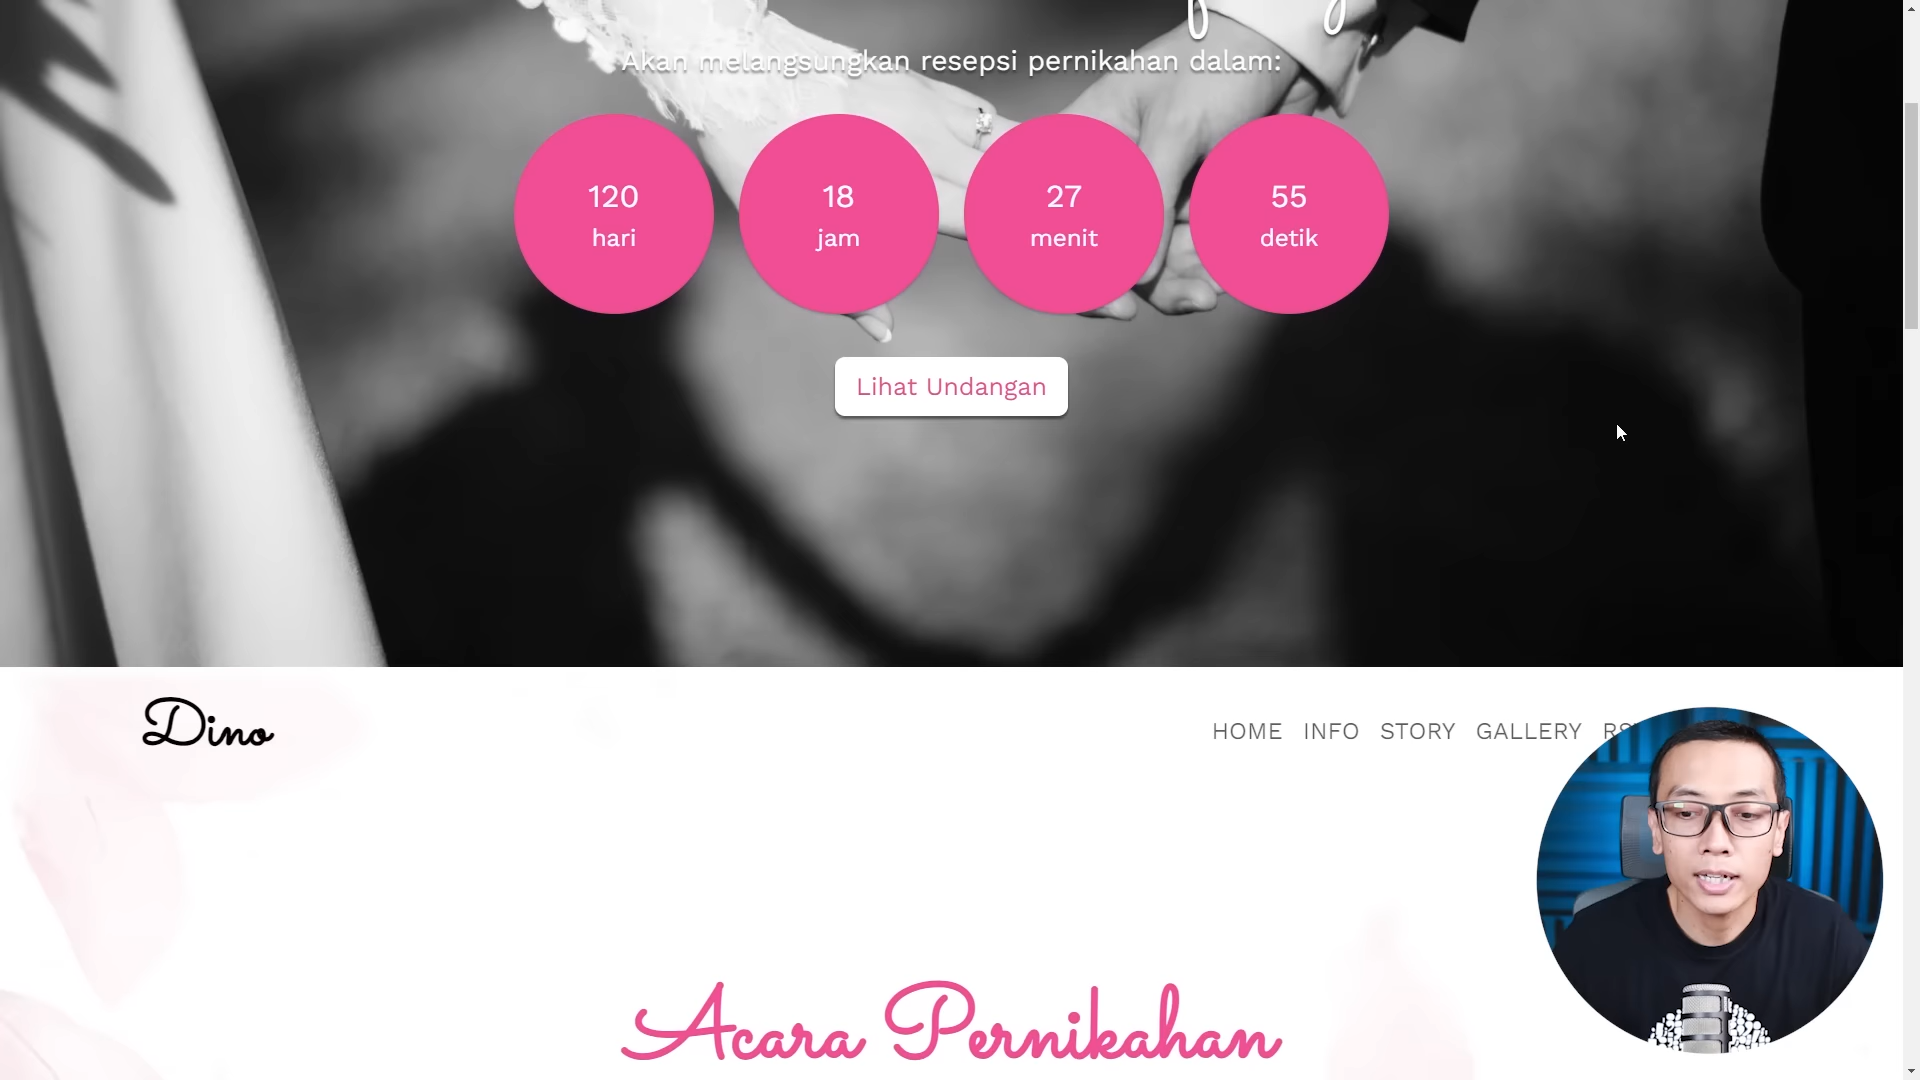 Akan melangsungkan resepsi pernikahan dalam:
120 18 27 55
hari jam menit detik
Lihat Undangan
Dino
HOME INFO STORY GALLERY
Acara Pernikahan